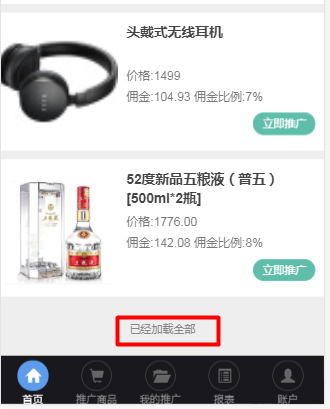 头戴式无线耳机
价格:1499
佣金:104.93 佣金比例:7%
立即推广
52度新品五粮液（普五）
[500ml*2瓶]
价格:1776.00
佣金:142.08 佣金比例:8%
立即推广
已经加载全部
首页 推广商品 我的推广 报表 账户